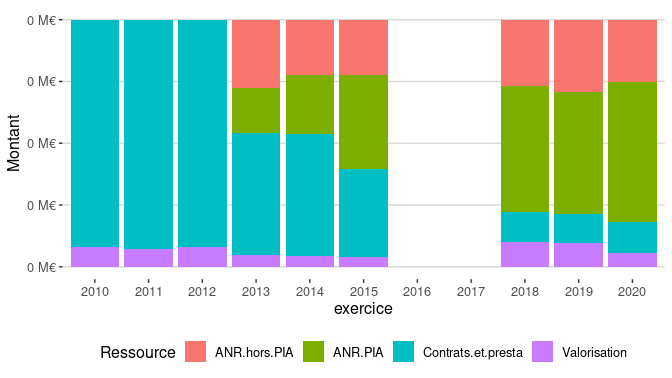 0 M€
0 M€
0 M€
0 M€
0 M€
Montant
2010 2011 2012 2013 2014 2015 2016 2017 2018 2019 2020
exercice
Ressource ANR.hors.PIA ANR.PIA Contrats.et.presta Valorisation